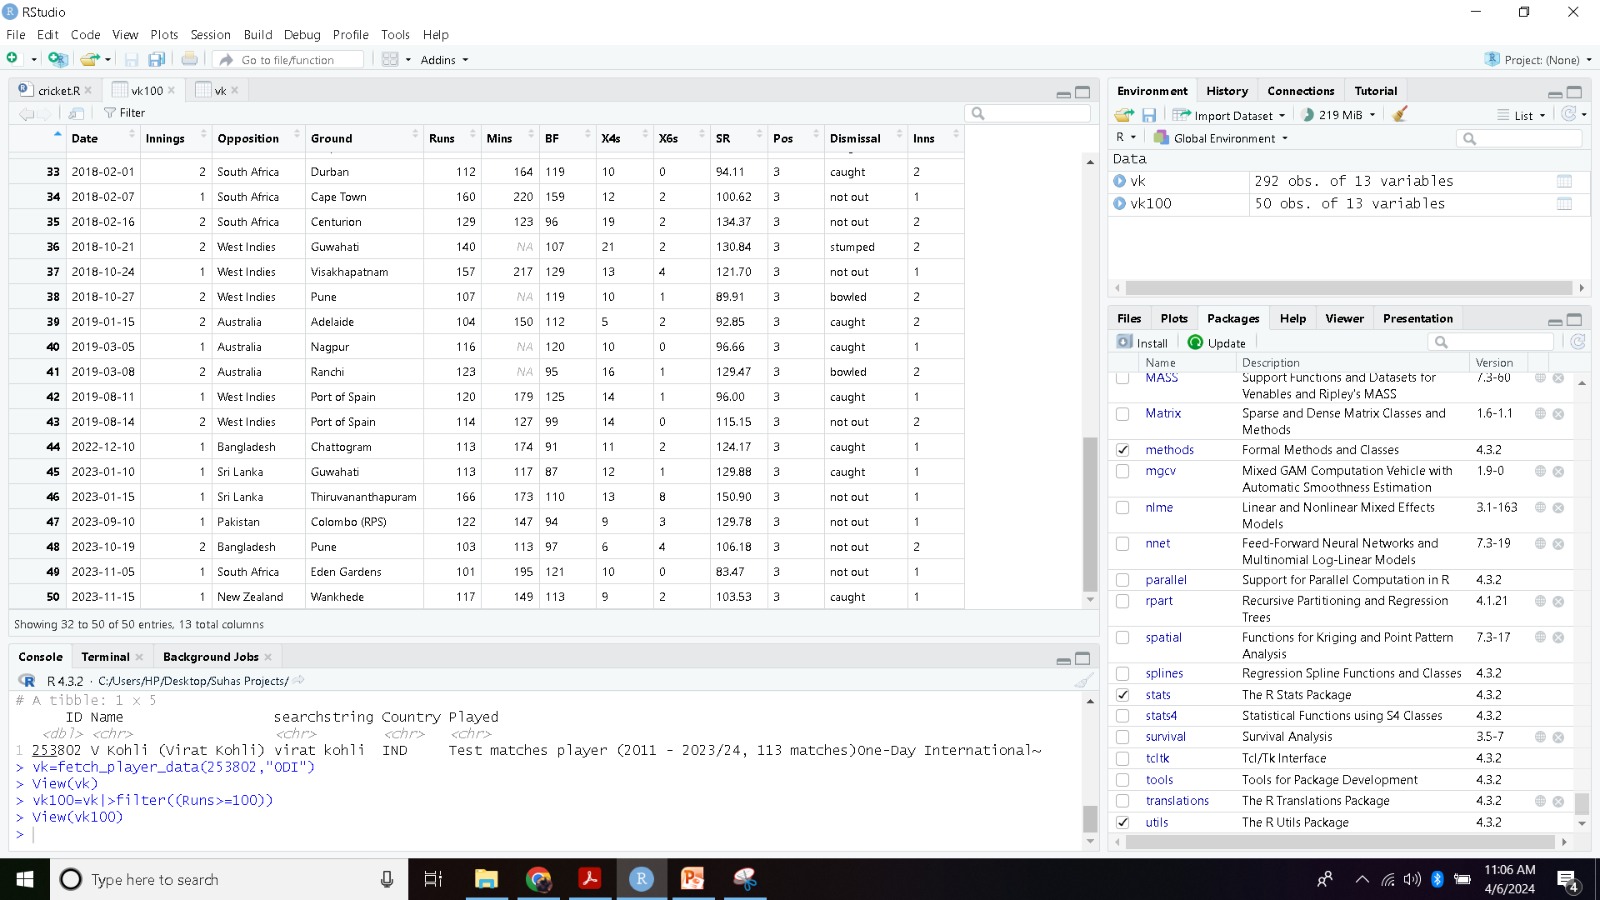 RStudio
File Edit Code View Plots Session Build Debug Profile Tools Help
Go to file/function Addins Project: (None)
cricket.R vk100 vk
Filter
Date Innings Opposition Ground Runs Mins BF X4s X6s SR Pos Dismissal Inns
33 2018-02-01 2 South Africa Durban 112 164 119 10 0 94.11 3 caught 2
34 2018-02-07 1 South Africa Cape Town 160 220 159 12 2 100.62 3 not out 1
35 2018-02-16 2 South Africa Centurion 129 123 96 19 2 134.37 3 not out 2
36 2018-10-21 2 West Indies Guwahati 140 NA 107 21 2 130.84 3 stumped 2
37 2018-10-24 1 West Indies Visakhapatnam 157 217 129 13 4 121.70 3 not out 1
38 2018-10-27 2 West Indies Pune 107 NA 119 10 1 89.91 3 bowled 2
39 2019-01-15 2 Australia Adelaide 104 150 112 5 2 92.85 3 caught 2
40 2019-03-05 1 Australia Nagpur 116 NA 120 10 0 96.66 3 caught 1
41 2019-03-08 2 Australia Ranchi 123 NA 95 16 1 129.47 3 bowled 2
42 2019-08-11 1 West Indies Port of Spain 120 179 125 14 1 96.00 3 caught 1
43 2019-08-14 2 West Indies Port of Spain 114 127 99 14 0 115.15 3 not out 2
44 2022-12-10 1 Bangladesh Chattogram 113 174 91 11 2 124.17 3 caught 1
45 2023-01-10 1 Sri Lanka Guwahati 113 117 87 12 1 129.88 3 caught 1
46 2023-01-15 1 Sri Lanka Thiruvananthapuram 166 173 110 13 8 150.90 3 not out 1
47 2023-09-10 1 Pakistan Colombo (RPS) 122 147 94 9 3 129.78 3 not out 1
48 2023-10-19 2 Bangladesh Pune 103 113 97 6 4 106.18 3 not out 2
49 2023-11-05 1 South Africa Eden Gardens 101 195 121 10 0 83.47 3 not out 1
50 2023-11-15 1 New Zealand Wankhede 117 149 113 9 2 103.53 3 caught 1
Showing 32 to 50 of 50 entries, 13 total columns
Console Terminal Background Jobs
R 4.3.2 · C:/Users/HP/Desktop/Suhas Projects/
# A tibble: 1 x 5
ID Name searchstring Country Played
<dbl> <chr> <chr> <chr> <chr>
1 253802 V Kohli (Virat Kohli) virat kohli IND Test matches player (2011 - 2023/24, 113 matches)One-Day International~
> vk=fetch_player_data(253802,"ODI")
> View(vk)
> vk100=vk|>filter((Runs>=100))
> View(vk100)
>
Environment History Connections Tutorial
Import Dataset 219 MiB List
R Global Environment
Data
vk 292 obs. of 13 variables
vk100 50 obs. of 13 variables
Files Plots Packages Help Viewer Presentation
Install Update
Name Description Version
MASS Support Functions and Datasets for 7.3-60
Venables and Ripley's MASS
Matrix Sparse and Dense Matrix Classes and 1.6-1.1
Methods
methods Formal Methods and Classes 4.3.2
mgcv Mixed GAM Computation Vehicle with 1.9-0
Automatic Smoothness Estimation
nlme Linear and Nonlinear Mixed Effects 3.1-163
Models
nnet Feed-Forward Neural Networks and 7.3-19
Multinomial Log-Linear Models
parallel Support for Parallel Computation in R 4.3.2
rpart Recursive Partitioning and Regression 4.1.21
Trees
spatial Functions for Kriging and Point Pattern 7.3-17
Analysis
splines Regression Spline Functions and Classes 4.3.2
stats The R Stats Package 4.3.2
stats4 Statistical Functions using S4 Classes 4.3.2
survival Survival Analysis 3.5-7
tcltk Tcl/Tk Interface 4.3.2
tools Tools for Package Development 4.3.2
translations The R Translations Package 4.3.2
utils The R Utils Package 4.3.2
Type here to search
11:06 AM
4/6/2024
4